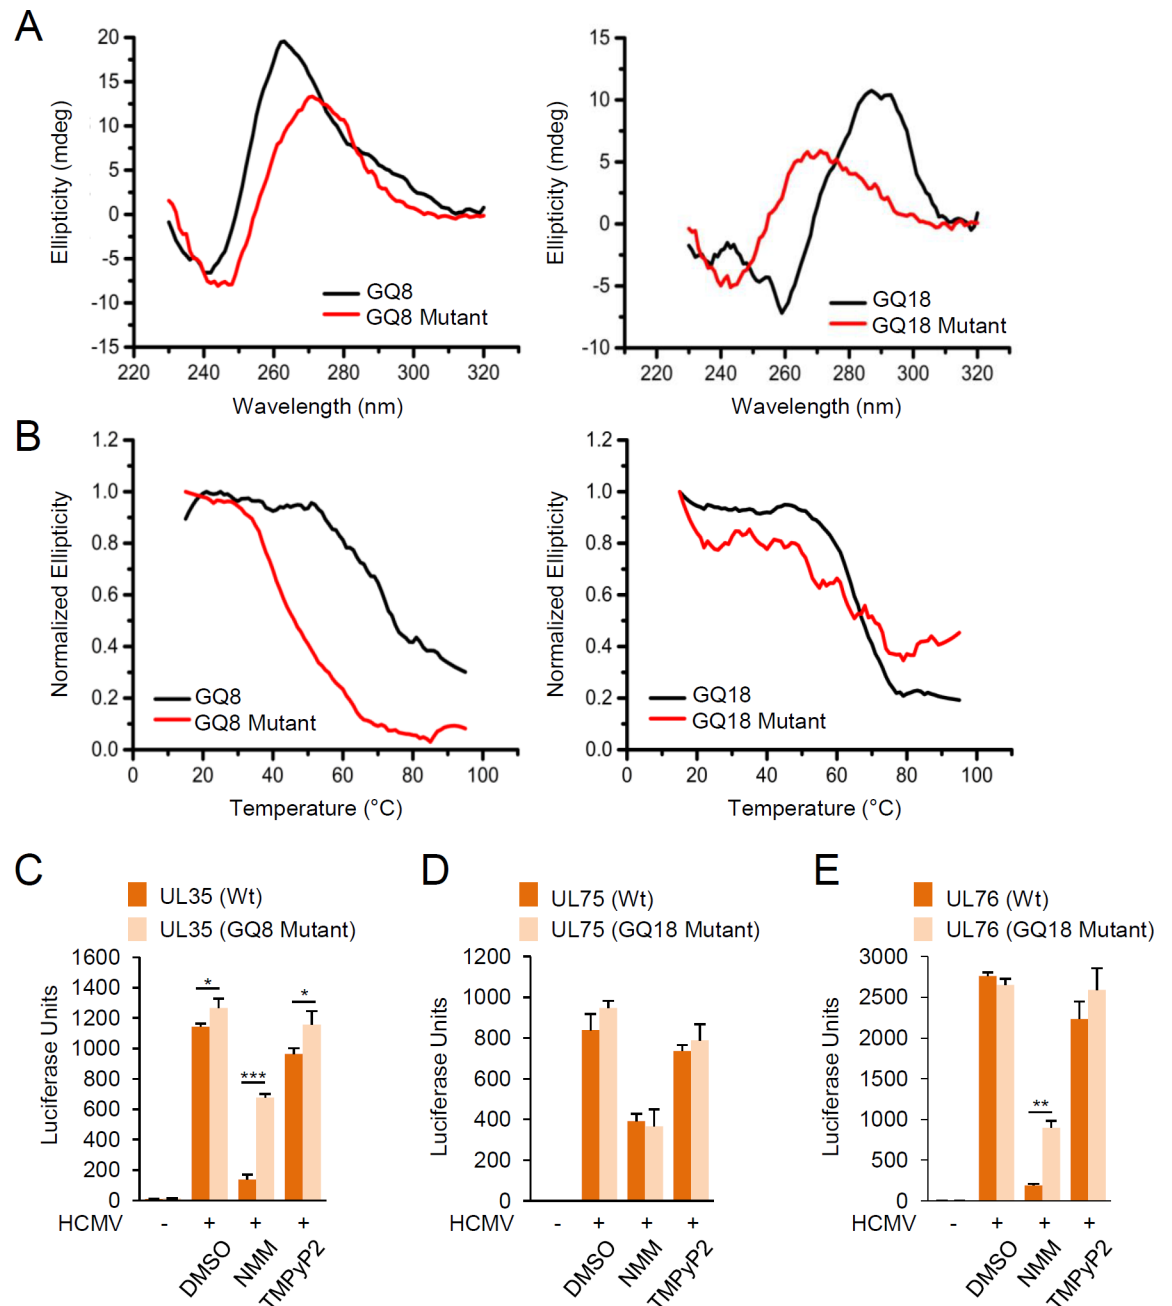 A
20
15
10
5
0
-5
-10
-15
220 240 260 280 300 320
Ellipticity (mdeg)
Wavelength (nm)
GQ8
GQ8 Mutant
15
10
5
0
-5
-10
220 240 260 280 300 320
Ellipticity (mdeg)
Wavelength (nm)
GQ18
GQ18 Mutant
B
1.2
1.0
0.8
0.6
0.4
0.2
0.0
0 20 40 60 80 100
Normalized Ellipticity
Temperature (°C)
GQ8
GQ8 Mutant
1.2
1.0
0.8
0.6
0.4
0.2
0.0
0 20 40 60 80 100
Normalized Ellipticity
Temperature (°C)
GQ18
GQ18 Mutant
C
UL35 (Wt)
UL35 (GQ8 Mutant)
1600
1400
1200
1000
800
600
400
200
0
Luciferase Units
* *** *
HCMV - + + +
DMSO NMM TMPyP2
D
UL75 (Wt)
UL75 (GQ18 Mutant)
1200
1000
800
600
400
200
0
Luciferase Units
HCMV - + + +
DMSO NMM TMPyP2
E
UL76 (Wt)
UL76 (GQ18 Mutant)
3000
2500
2000
1500
1000
500
0
Luciferase Units
**
HCMV - + + +
DMSO NMM TMPyP2